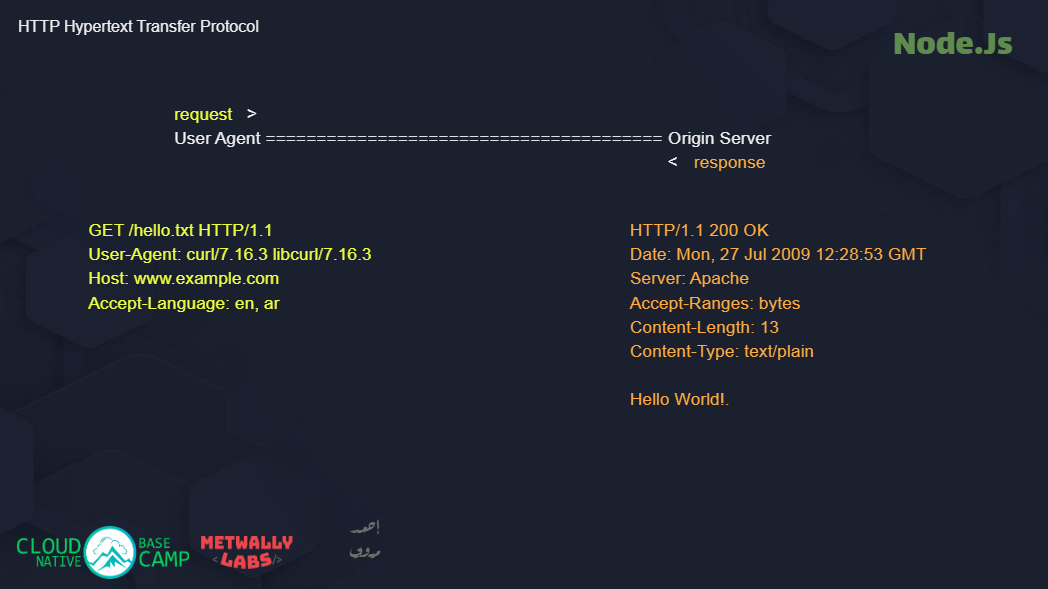 HTTP Hypertext Transfer Protocol
Node.Js
request >
User Agent ======================================= Origin Server
< response
GET /hello.txt HTTP/1.1
User-Agent: curl/7.16.3 libcurl/7.16.3
Host: www.example.com
Accept-Language: en, ar
HTTP/1.1 200 OK
Date: Mon, 27 Jul 2009 12:28:53 GMT
Server: Apache
Accept-Ranges: bytes
Content-Length: 13
Content-Type: text/plain
Hello World!.
CLOUD NATIVE
BASE CAMP
METWALLY
<LABS/>
احمد